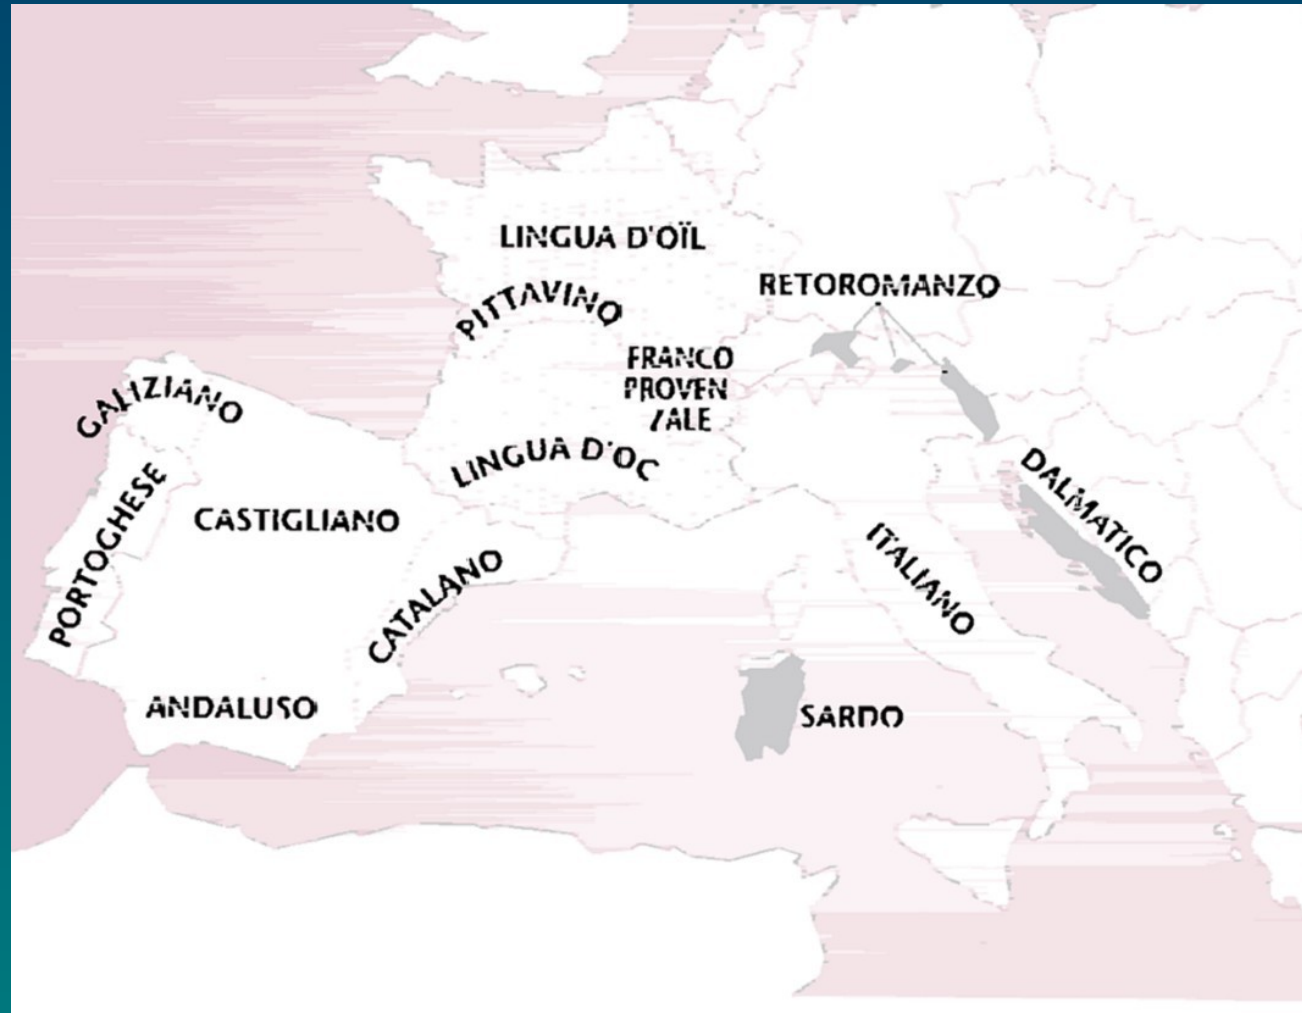 LINGUA D'OÏL
RETOROMANZO
PITTAVINO
FRANCO
PROVEN
ZALE
GALIZIANO
LINGUA D'OC
DALMATICO
PORTOGHESE
CASTIGLIANO
ITALIANO
CATALANO
ANDALUSO
SARDO